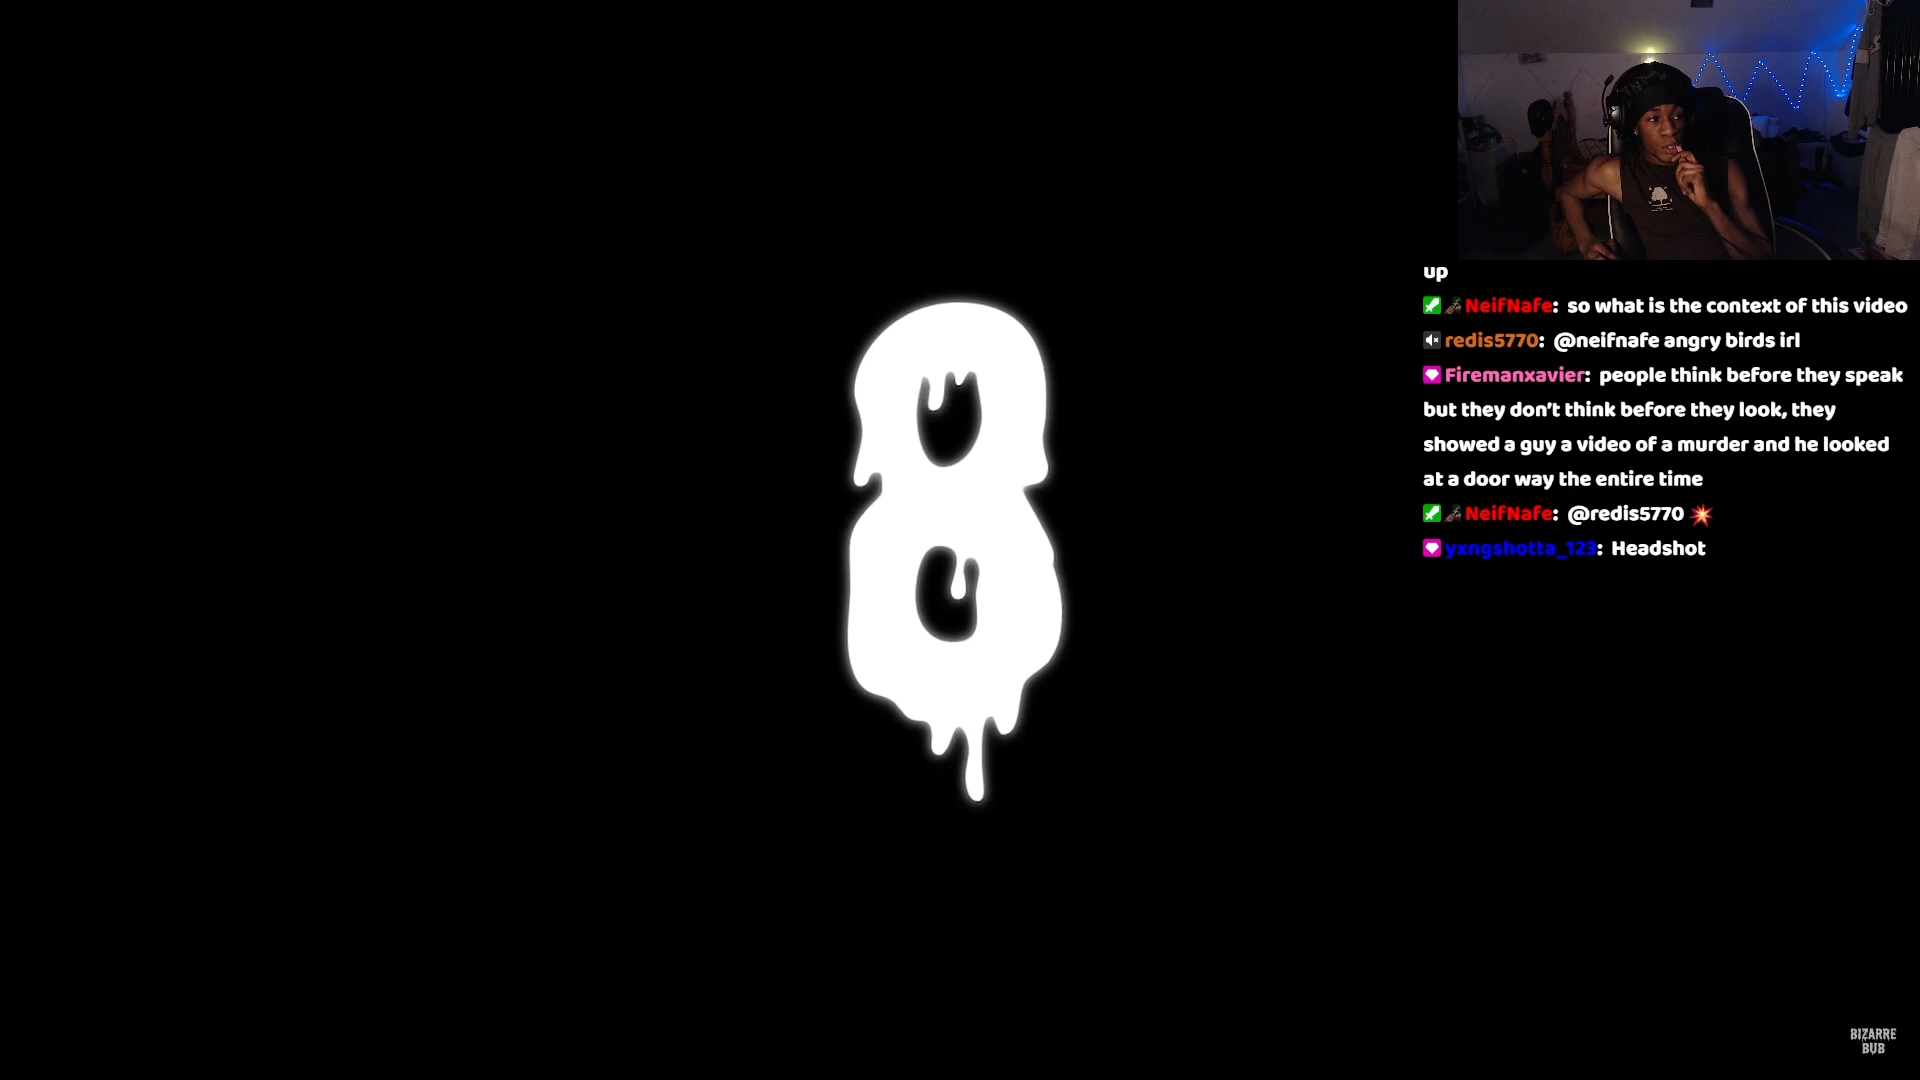 8
up
NeifNafe: so what is the context of this video
redis5770: @neifnafe angry birds irl
Firemanxavier: people think before they speak
but they don’t think before they look, they
showed a guy a video of a murder and he looked
at a door way the entire time
NeifNafe: @redis5770 💥
yxngshotta_123: Headshot
BIZARRE
BUB